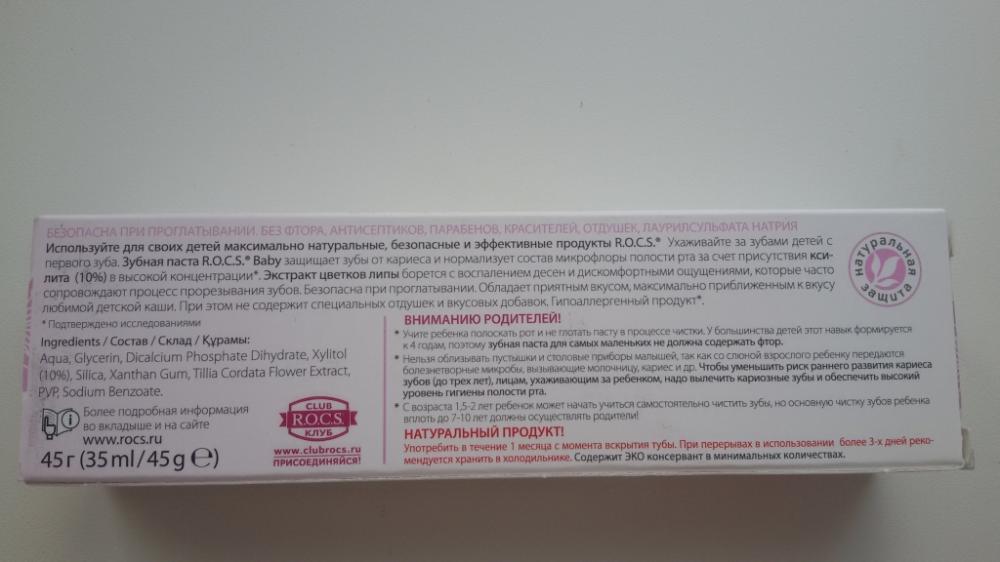 БЕЗОПАСНА ПРИ ПРОГЛАТЫВАНИИ. БЕЗ ФТОРА, АНТИСЕПТИКОВ, ПАРАБЕНОВ, КРАСИТЕЛЕЙ, ОТДУШЕК, ЛАУРИЛСУЛЬФАТА НАТРИЯ
Используйте для своих детей максимально натуральные, безопасные и эффективные продукты R.O.C.S.® Ухаживайте за зубами детей с
первого зуба. Зубная паста R.O.C.S.® Baby защищает зубы от кариеса и нормализует состав микрофлоры полости рта за счет присутствия кси-
лита (10%) в высокой концентрации*. Экстракт цветков липы борется с воспалением десен и дискомфортными ощущениями, которые часто
сопровождают процесс прорезывания зубов. Безопасна при проглатывании. Обладает приятным вкусом, максимально приближенным к вкусу
любимой детской каши. При этом не содержит специальных отдушек и вкусовых добавок. Гипоаллергенный продукт*.
* Подтверждено исследованиями
натуральная
защита
Ingredients / Состав / Склад / Құрамы:
Aqua, Glycerin, Dicalcium Phosphate Dihydrate, Xylitol
(10%), Silica, Xanthan Gum, Tillia Cordata Flower Extract,
PVP, Sodium Benzoate.
Более подробная информация
во вкладыше и на сайте
www.rocs.ru
45 г (35 ml / 45 g ℮)
CLUB
R.O.C.S.
КЛУБ
www.clubrocs.ru
ПРИСОЕДИНЯЙСЯ!
ВНИМАНИЮ РОДИТЕЛЕЙ!
* Учите ребенка полоскать рот и не глотать пасту в процессе чистки. У большинства детей этот навык формируется
к 4 годам, поэтому зубная паста для самых маленьких не должна содержать фтор.
* Нельзя облизывать пустышки и столовые приборы малышей, так как со слюной взрослого ребенку передаются
болезнетворные микробы, вызывающие молочницу, кариес и др. Чтобы уменьшить риск раннего развития кариеса
зубов (до трех лет), лицам, ухаживающим за ребенком, надо вылечить кариозные зубы и обеспечить высокий
уровень гигиены полости рта.
* С возраста 1,5-2 лет ребенок может начать учиться самостоятельно чистить зубы, но основную чистку зубов ребенка
вплоть до 7-10 лет должны осуществлять родители!
НАТУРАЛЬНЫЙ ПРОДУКТ!
Употребить в течение 1 месяца с момента вскрытия тубы. При перерывах в использовании более 3-х дней реко-
мендуется хранить в холодильнике. Содержит ЭКО консервант в минимальных количествах.